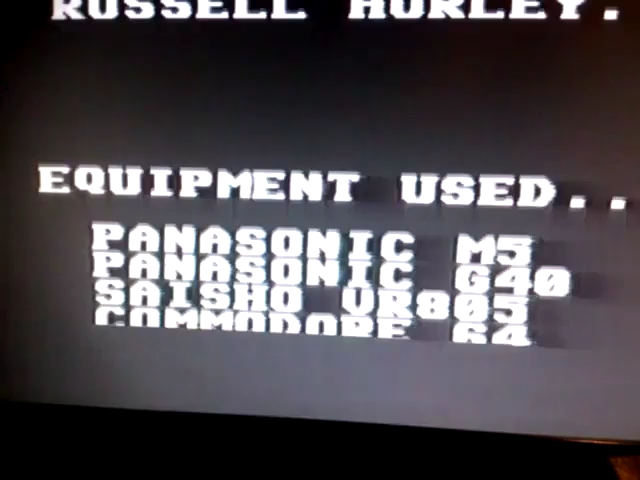 RUSSELL HURLEY.
EQUIPMENT USED..
PANASONIC M5
PANASONIC G40
SAISHO VR805
COMMODORE 64